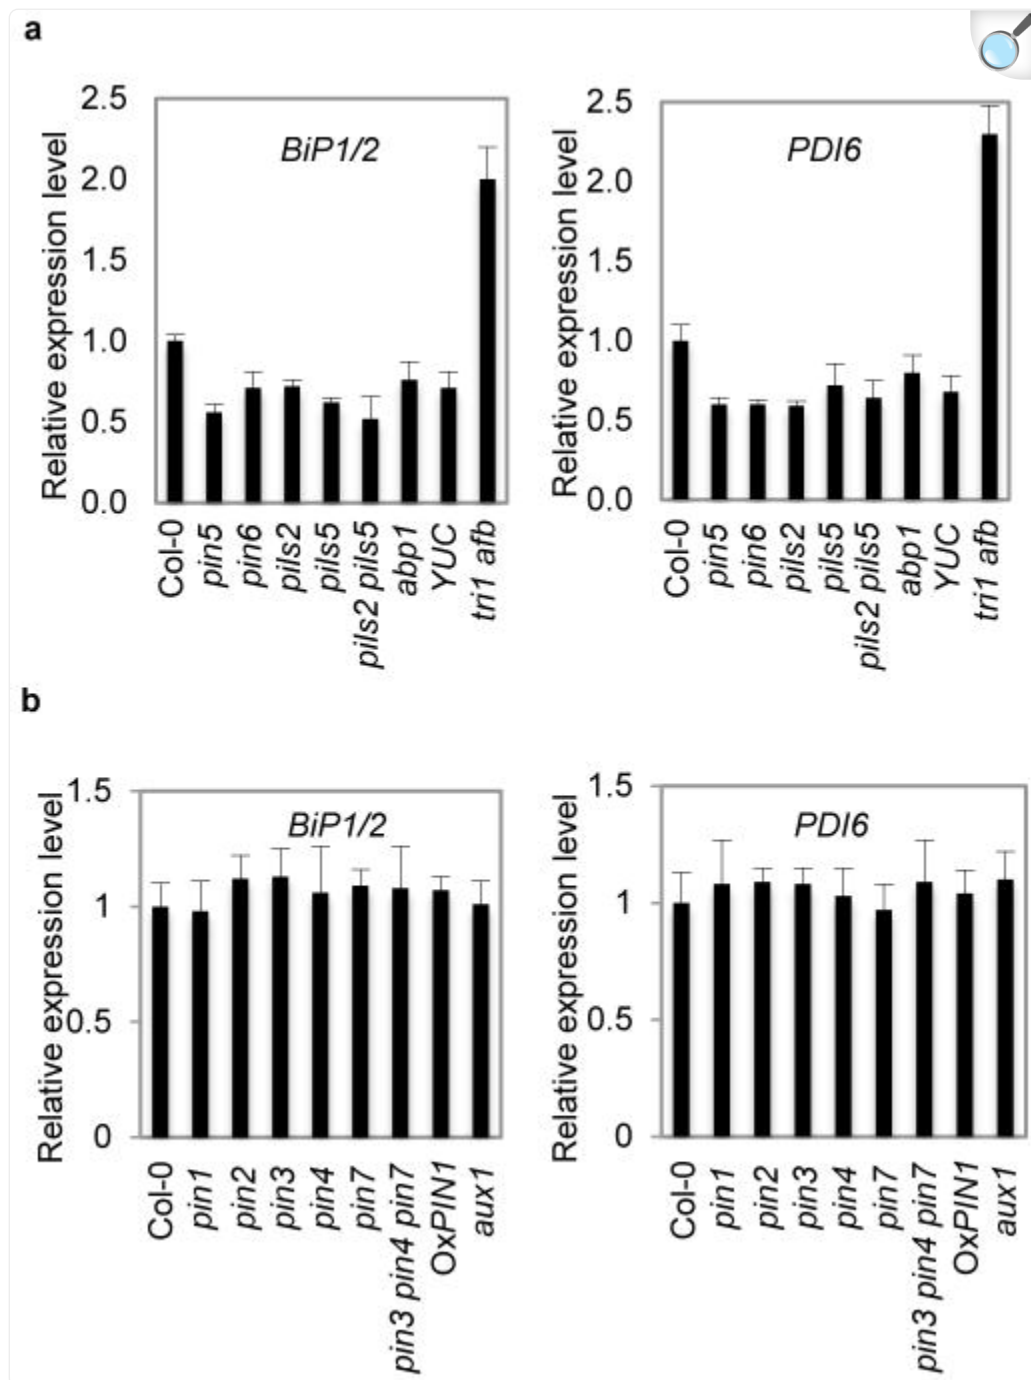 a
Relative expression level
BiP1/2
2.5
2.0
1.5
1.0
0.5
0.0
Col-0
pin5
pin6
pils2
pils5
pils2 pils5
abp1
YUC
tri1 afb
Relative expression level
PDI6
2.5
2.0
1.5
1.0
0.5
0.0
Col-0
pin5
pin6
pils2
pils5
pils2 pils5
abp1
YUC
tri1 afb
b
Relative expression level
BiP1/2
1.5
1
0.5
0
Col-0
pin1
pin2
pin3
pin4
pin7
pin3 pin4 pin7
OxPIN1
aux1
Relative expression level
PDI6
1.5
1
0.5
0
Col-0
pin1
pin2
pin3
pin4
pin7
pin3 pin4 pin7
OxPIN1
aux1